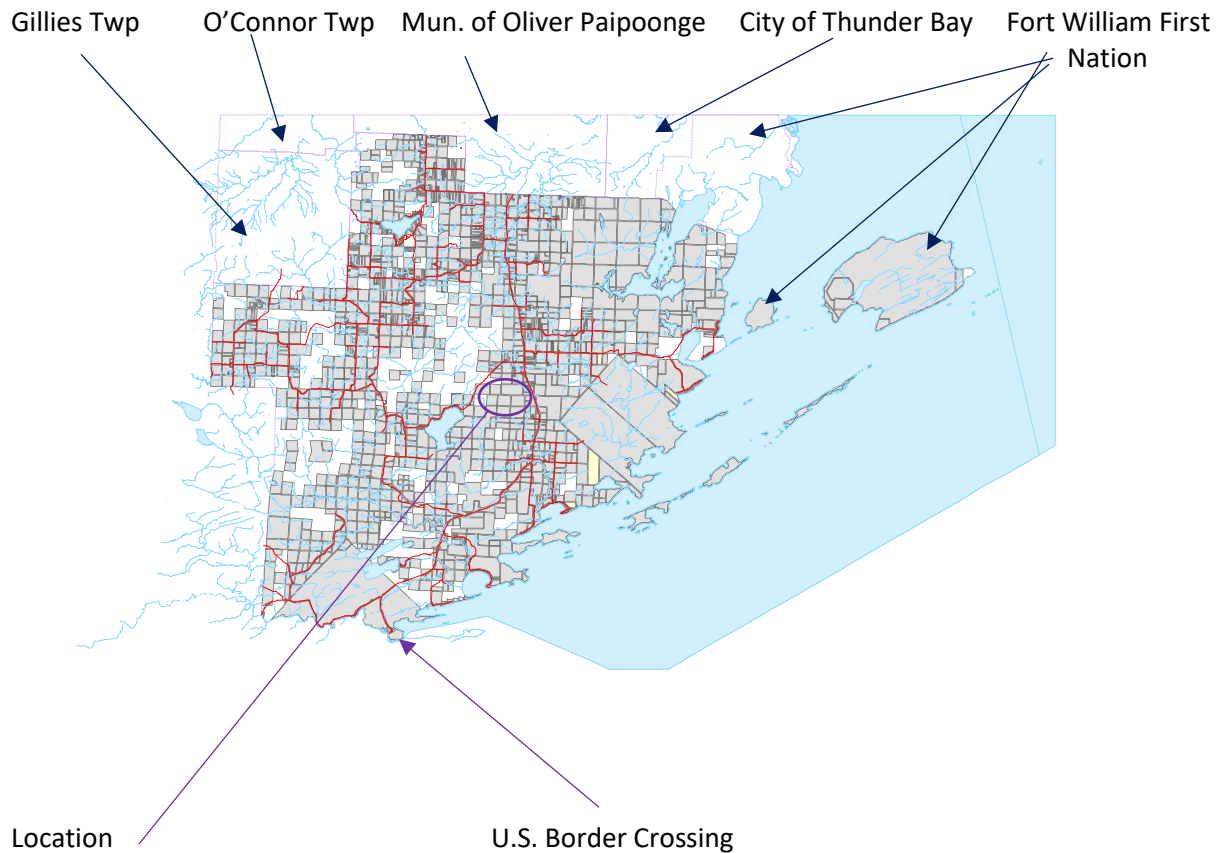 Gillies Twp O’Connor Twp Mun. of Oliver Paipoonge City of Thunder Bay Fort William First
Nation
Location U.S. Border Crossing